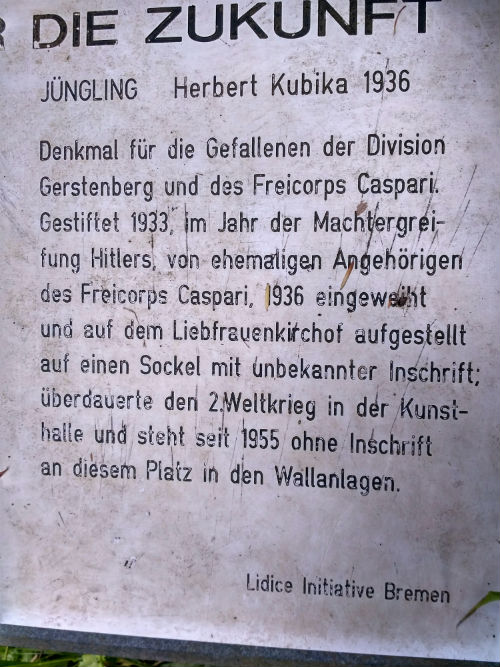 DIE ZUKUNFT
JÜNGLING Herbert Kubika 1936
Denkmal für die Gefallenen der Division
Gerstenberg und des Freicorps Caspari.
Gestiftet 1933, im Jahr der Machtergrei-
fung Hitlers, von ehemaligen Angehörigen
des Freicorps Caspari, 1936 eingeweiht
und auf dem Liebfrauenkirchof aufgestellt
auf einen Sockel mit unbekannter Inschrift;
überdauerte den 2.Weltkrieg in der Kunst-
halle und steht seit 1955 ohne Inschrift
an diesem Platz in den Wallanlagen.
Lidice Initiative Bremen